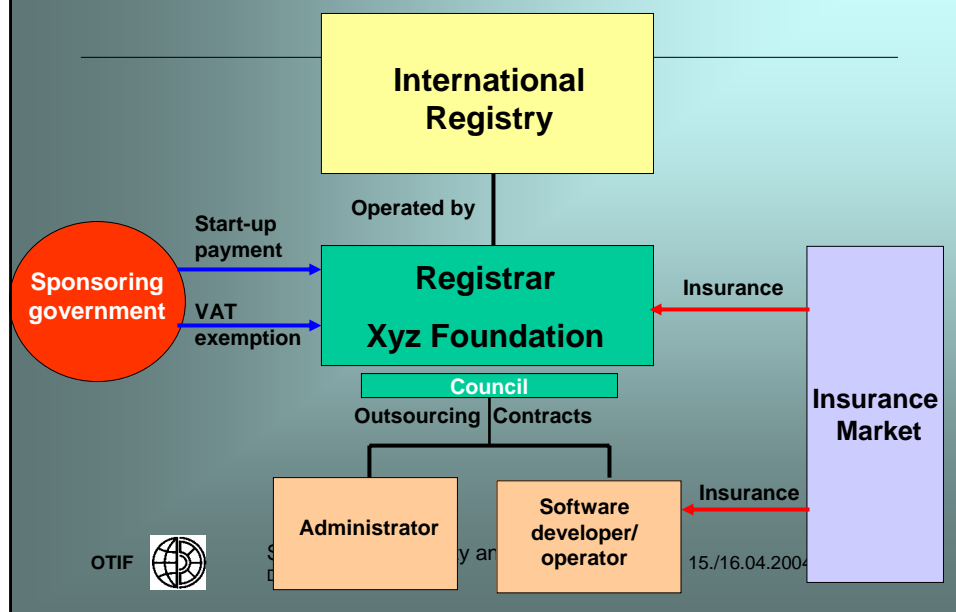 International
Registry
Operated by
Start-up
payment
Sponsoring
government
VAT
exemption
Registrar
Xyz Foundation
Insurance
Council
Outsourcing Contracts
Insurance
Market
Administrator
Software
developer/
operator
Insurance
OTIF
15./16.04.2004